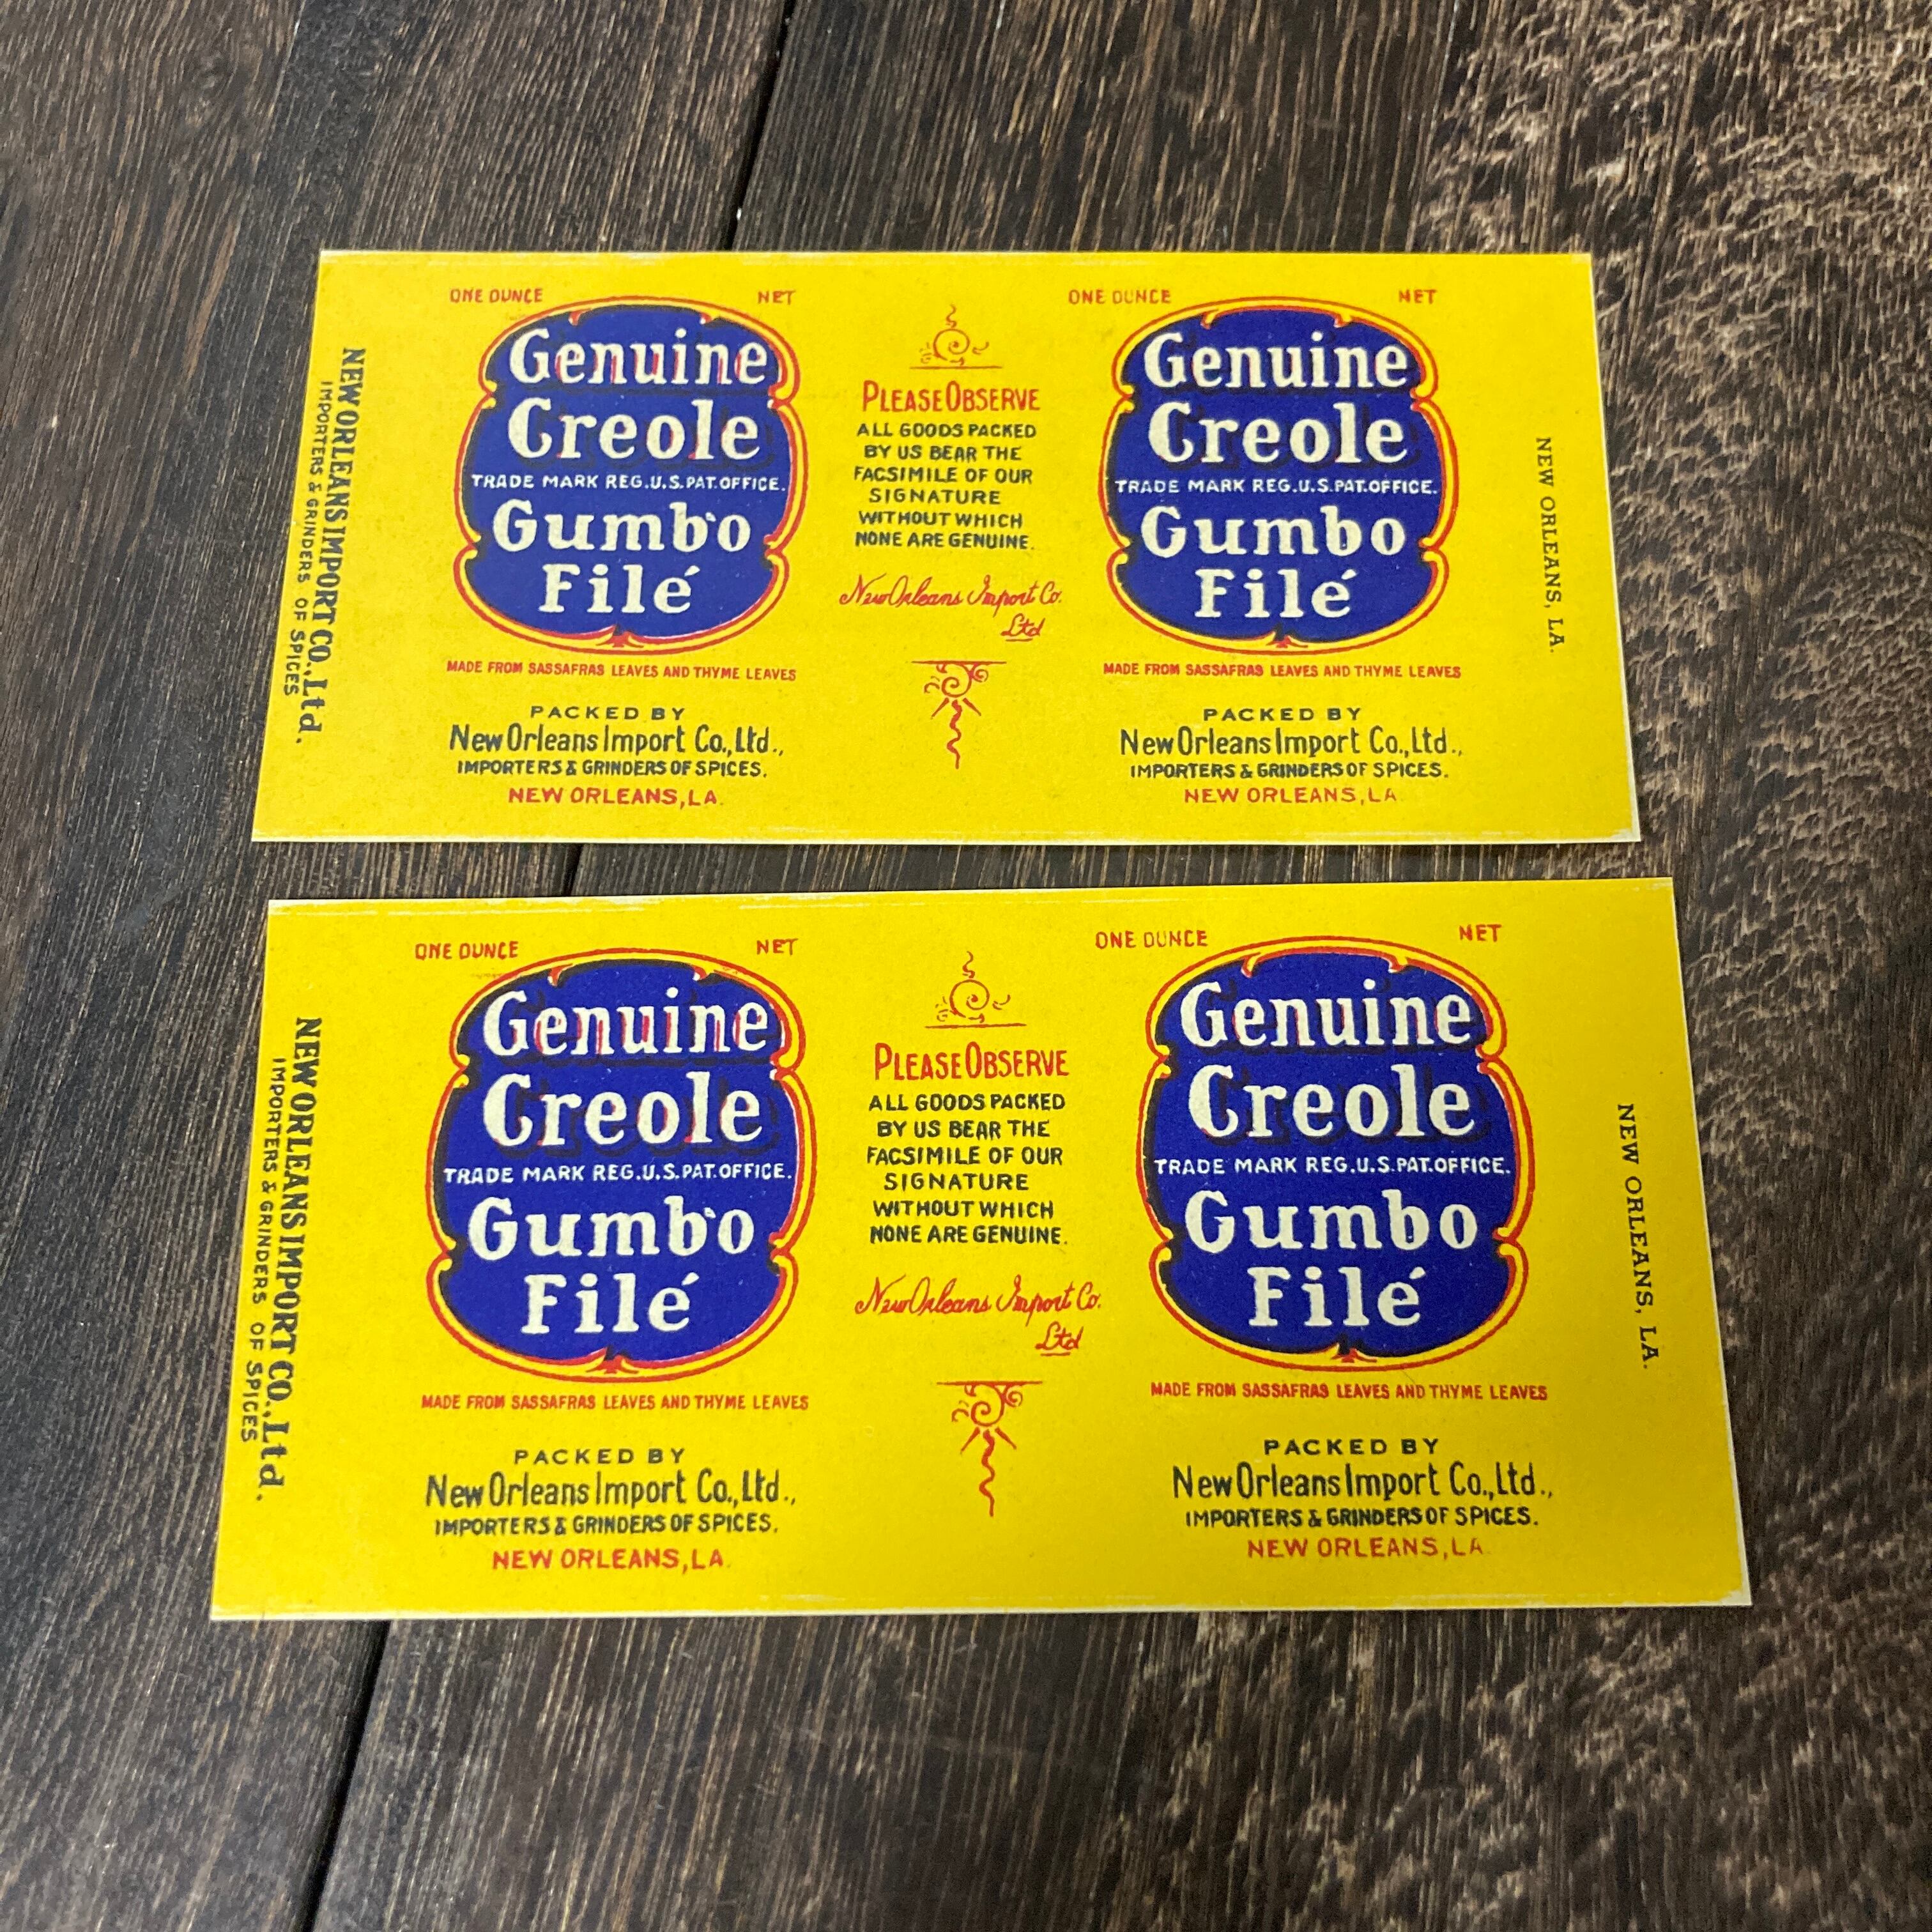 NEW ORLEANS IMPORT CO., Ltd.
IMPORTERS & GRINDERS OF SPICES
ONE OUNCE NET
Genuine
Creole
TRADE MARK REG. U.S. PAT. OFFICE.
Gumbo
Filé
MADE FROM SASSAFRAS LEAVES AND THYME LEAVES
PACKED BY
New Orleans Import Co., Ltd.,
IMPORTERS & GRINDERS OF SPICES.
NEW ORLEANS, LA.
PLEASE OBSERVE
ALL GOODS PACKED
BY US BEAR THE
FACSIMILE OF OUR
SIGNATURE
WITHOUT WHICH
NONE ARE GENUINE.
New Orleans Import Co.
Ltd
ONE OUNCE NET
Genuine
Creole
TRADE MARK REG. U.S. PAT. OFFICE.
Gumbo
Filé
MADE FROM SASSAFRAS LEAVES AND THYME LEAVES
PACKED BY
New Orleans Import Co., Ltd.,
IMPORTERS & GRINDERS OF SPICES.
NEW ORLEANS, LA
NEW ORLEANS, LA.
NEW ORLEANS IMPORT CO., Ltd.
IMPORTERS & GRINDERS OF SPICES
ONE OUNCE NET
Genuine
Creole
TRADE MARK REG. U.S. PAT. OFFICE.
Gumbo
Filé
MADE FROM SASSAFRAS LEAVES AND THYME LEAVES
PACKED BY
New Orleans Import Co., Ltd.,
IMPORTERS & GRINDERS OF SPICES.
NEW ORLEANS, LA.
PLEASE OBSERVE
ALL GOODS PACKED
BY US BEAR THE
FACSIMILE OF OUR
SIGNATURE
WITHOUT WHICH
NONE ARE GENUINE.
New Orleans Import Co.
Ltd
ONE OUNCE NET
Genuine
Creole
TRADE MARK REG. U.S. PAT. OFFICE.
Gumbo
Filé
MADE FROM SASSAFRAS LEAVES AND THYME LEAVES
PACKED BY
New Orleans Import Co., Ltd.,
IMPORTERS & GRINDERS OF SPICES.
NEW ORLEANS, LA
NEW ORLEANS, LA.